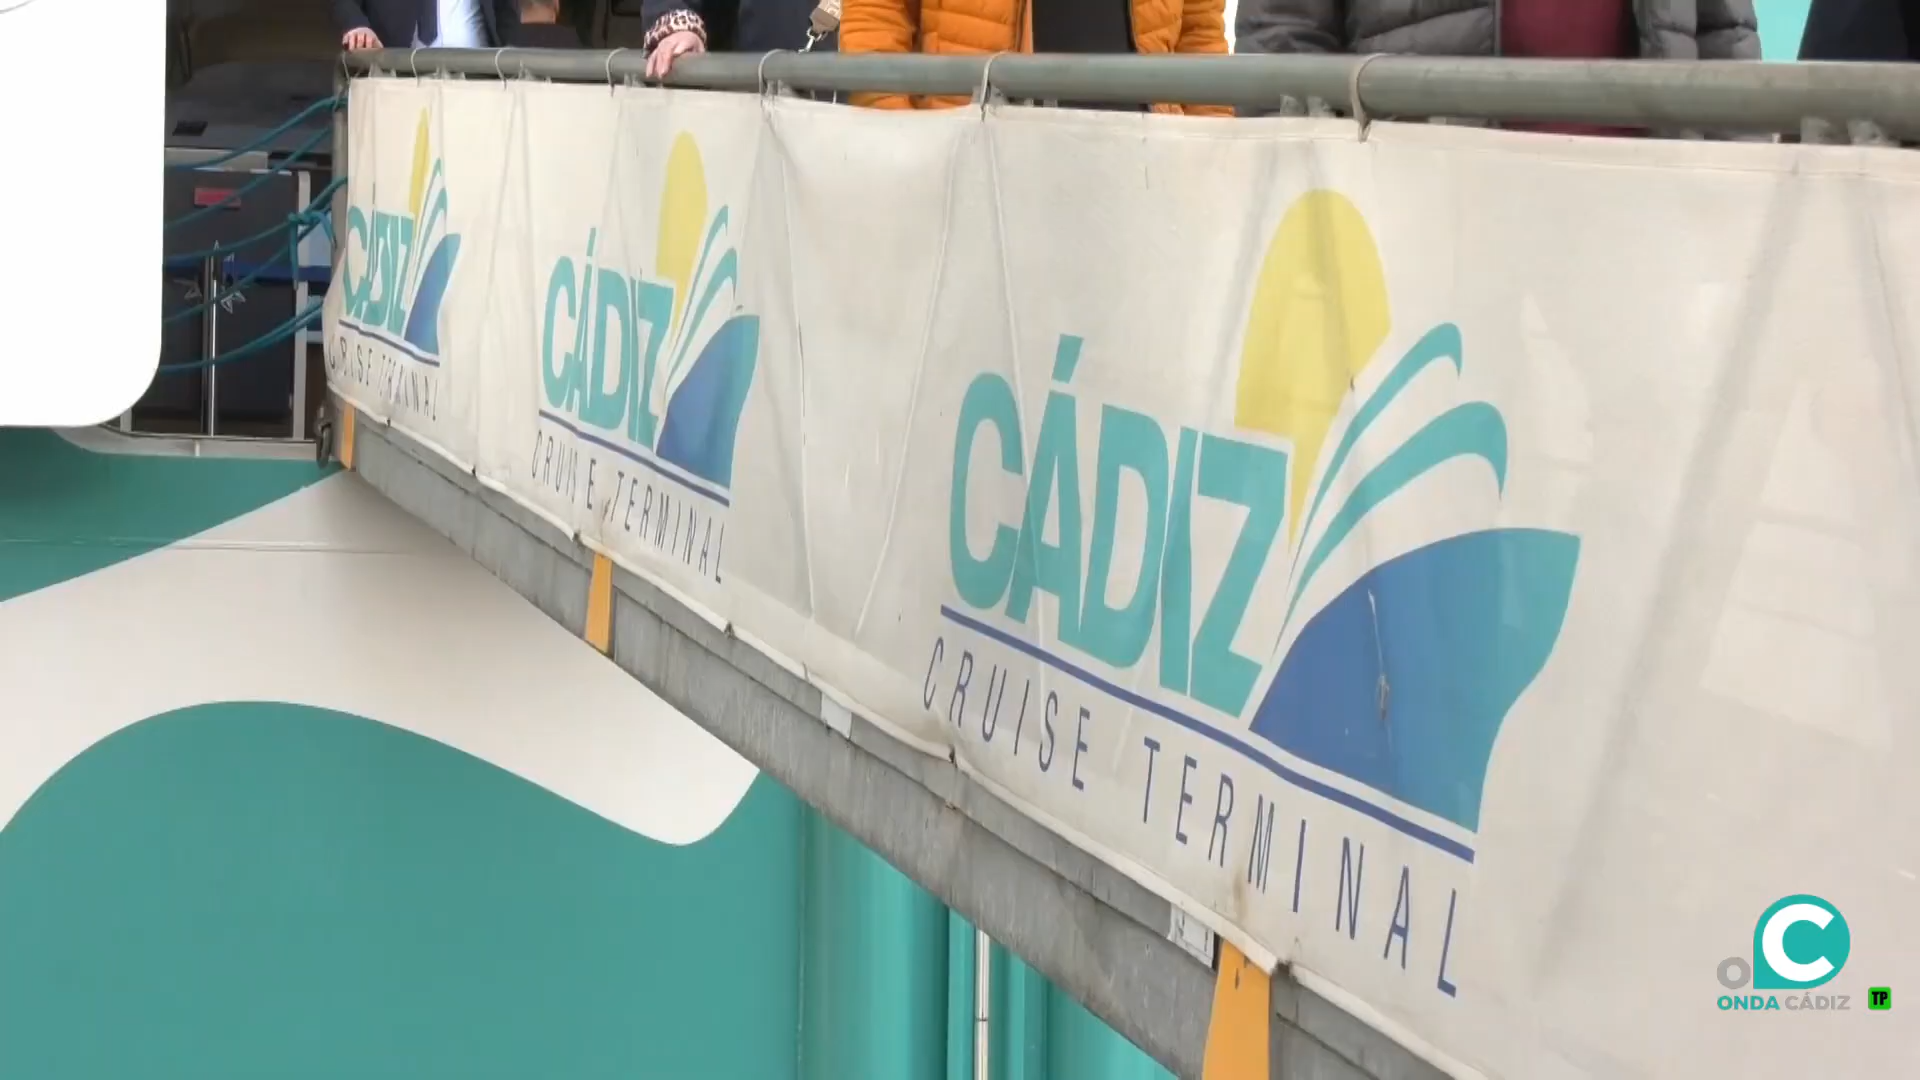 CÁDIZ
CRUISE TERMINAL
CÁDIZ
CRUISE TERMINAL
CÁDIZ
CRUISE TERMINAL
O C
ONDA CÁDIZ
TP